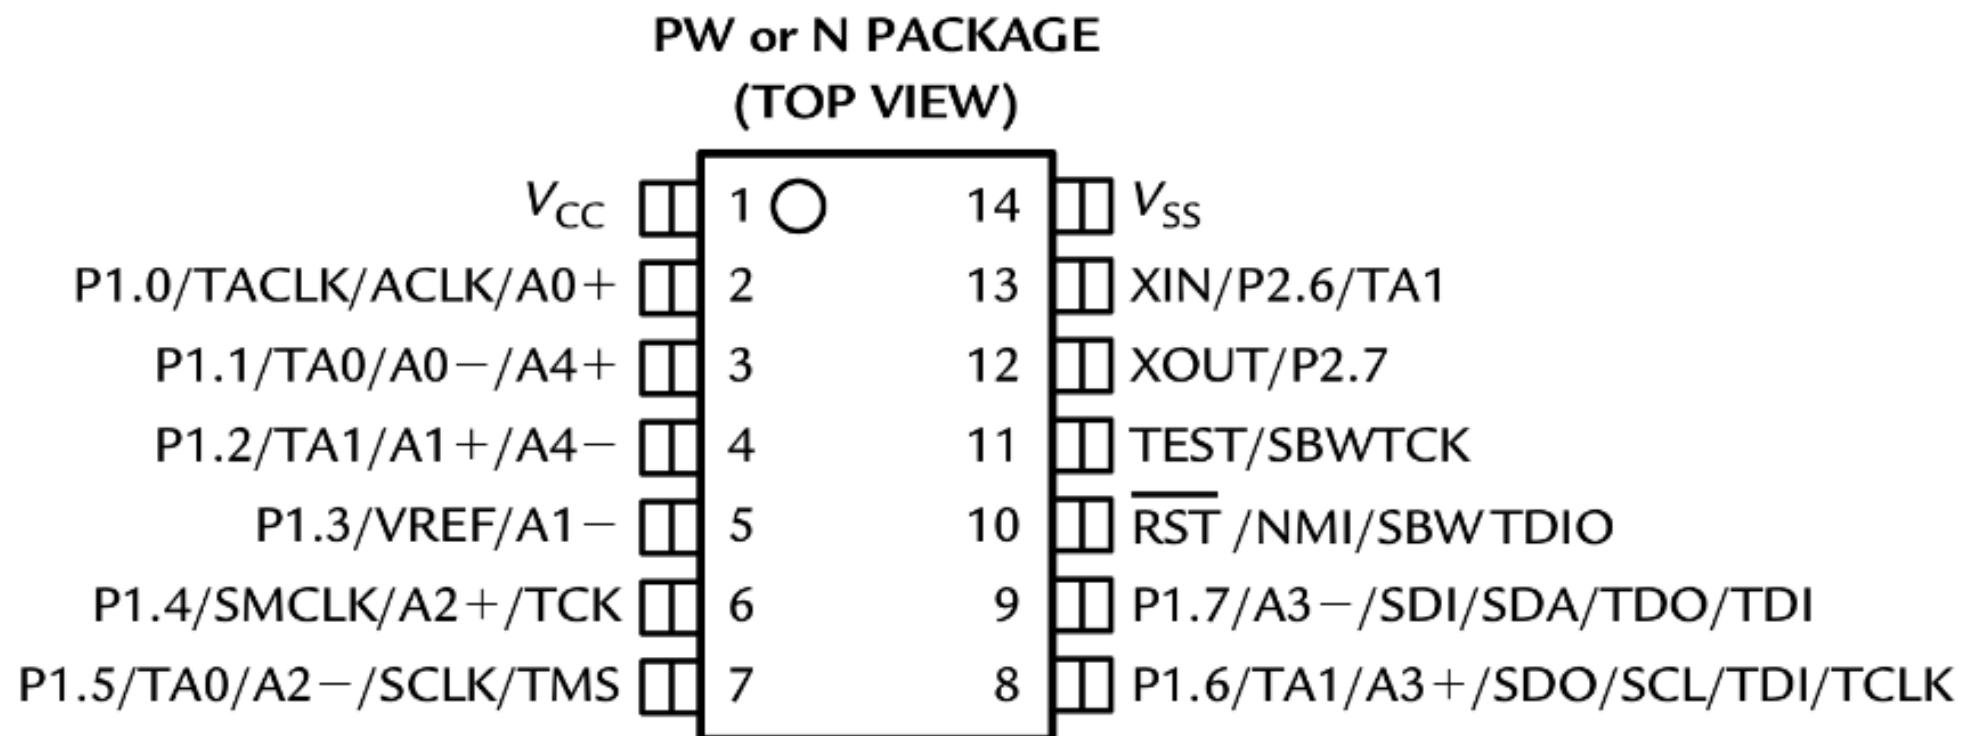 PW or N PACKAGE
(TOP VIEW)
VCC 1 14 VSS
P1.0/TACLK/ACLK/A0+ 2 13 XIN/P2.6/TA1
P1.1/TA0/A0−/A4+ 3 12 XOUT/P2.7
P1.2/TA1/A1+/A4− 4 11 TEST/SBWTCK
P1.3/VREF/A1− 5 10 RST /NMI/SBWTDIO
P1.4/SMCLK/A2+/TCK 6 9 P1.7/A3−/SDI/SDA/TDO/TDI
P1.5/TA0/A2−/SCLK/TMS 7 8 P1.6/TA1/A3+/SDO/SCL/TDI/TCLK